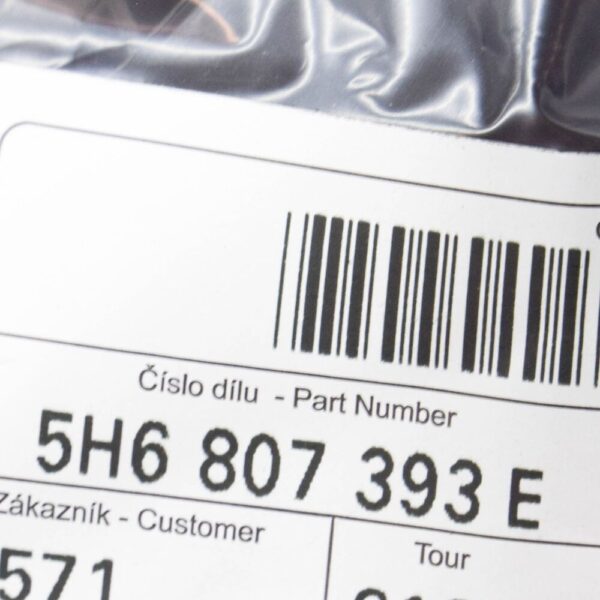 Číslo dílu - Part Number
5H6 807 393 E
Zákazník - Customer
Tour
571